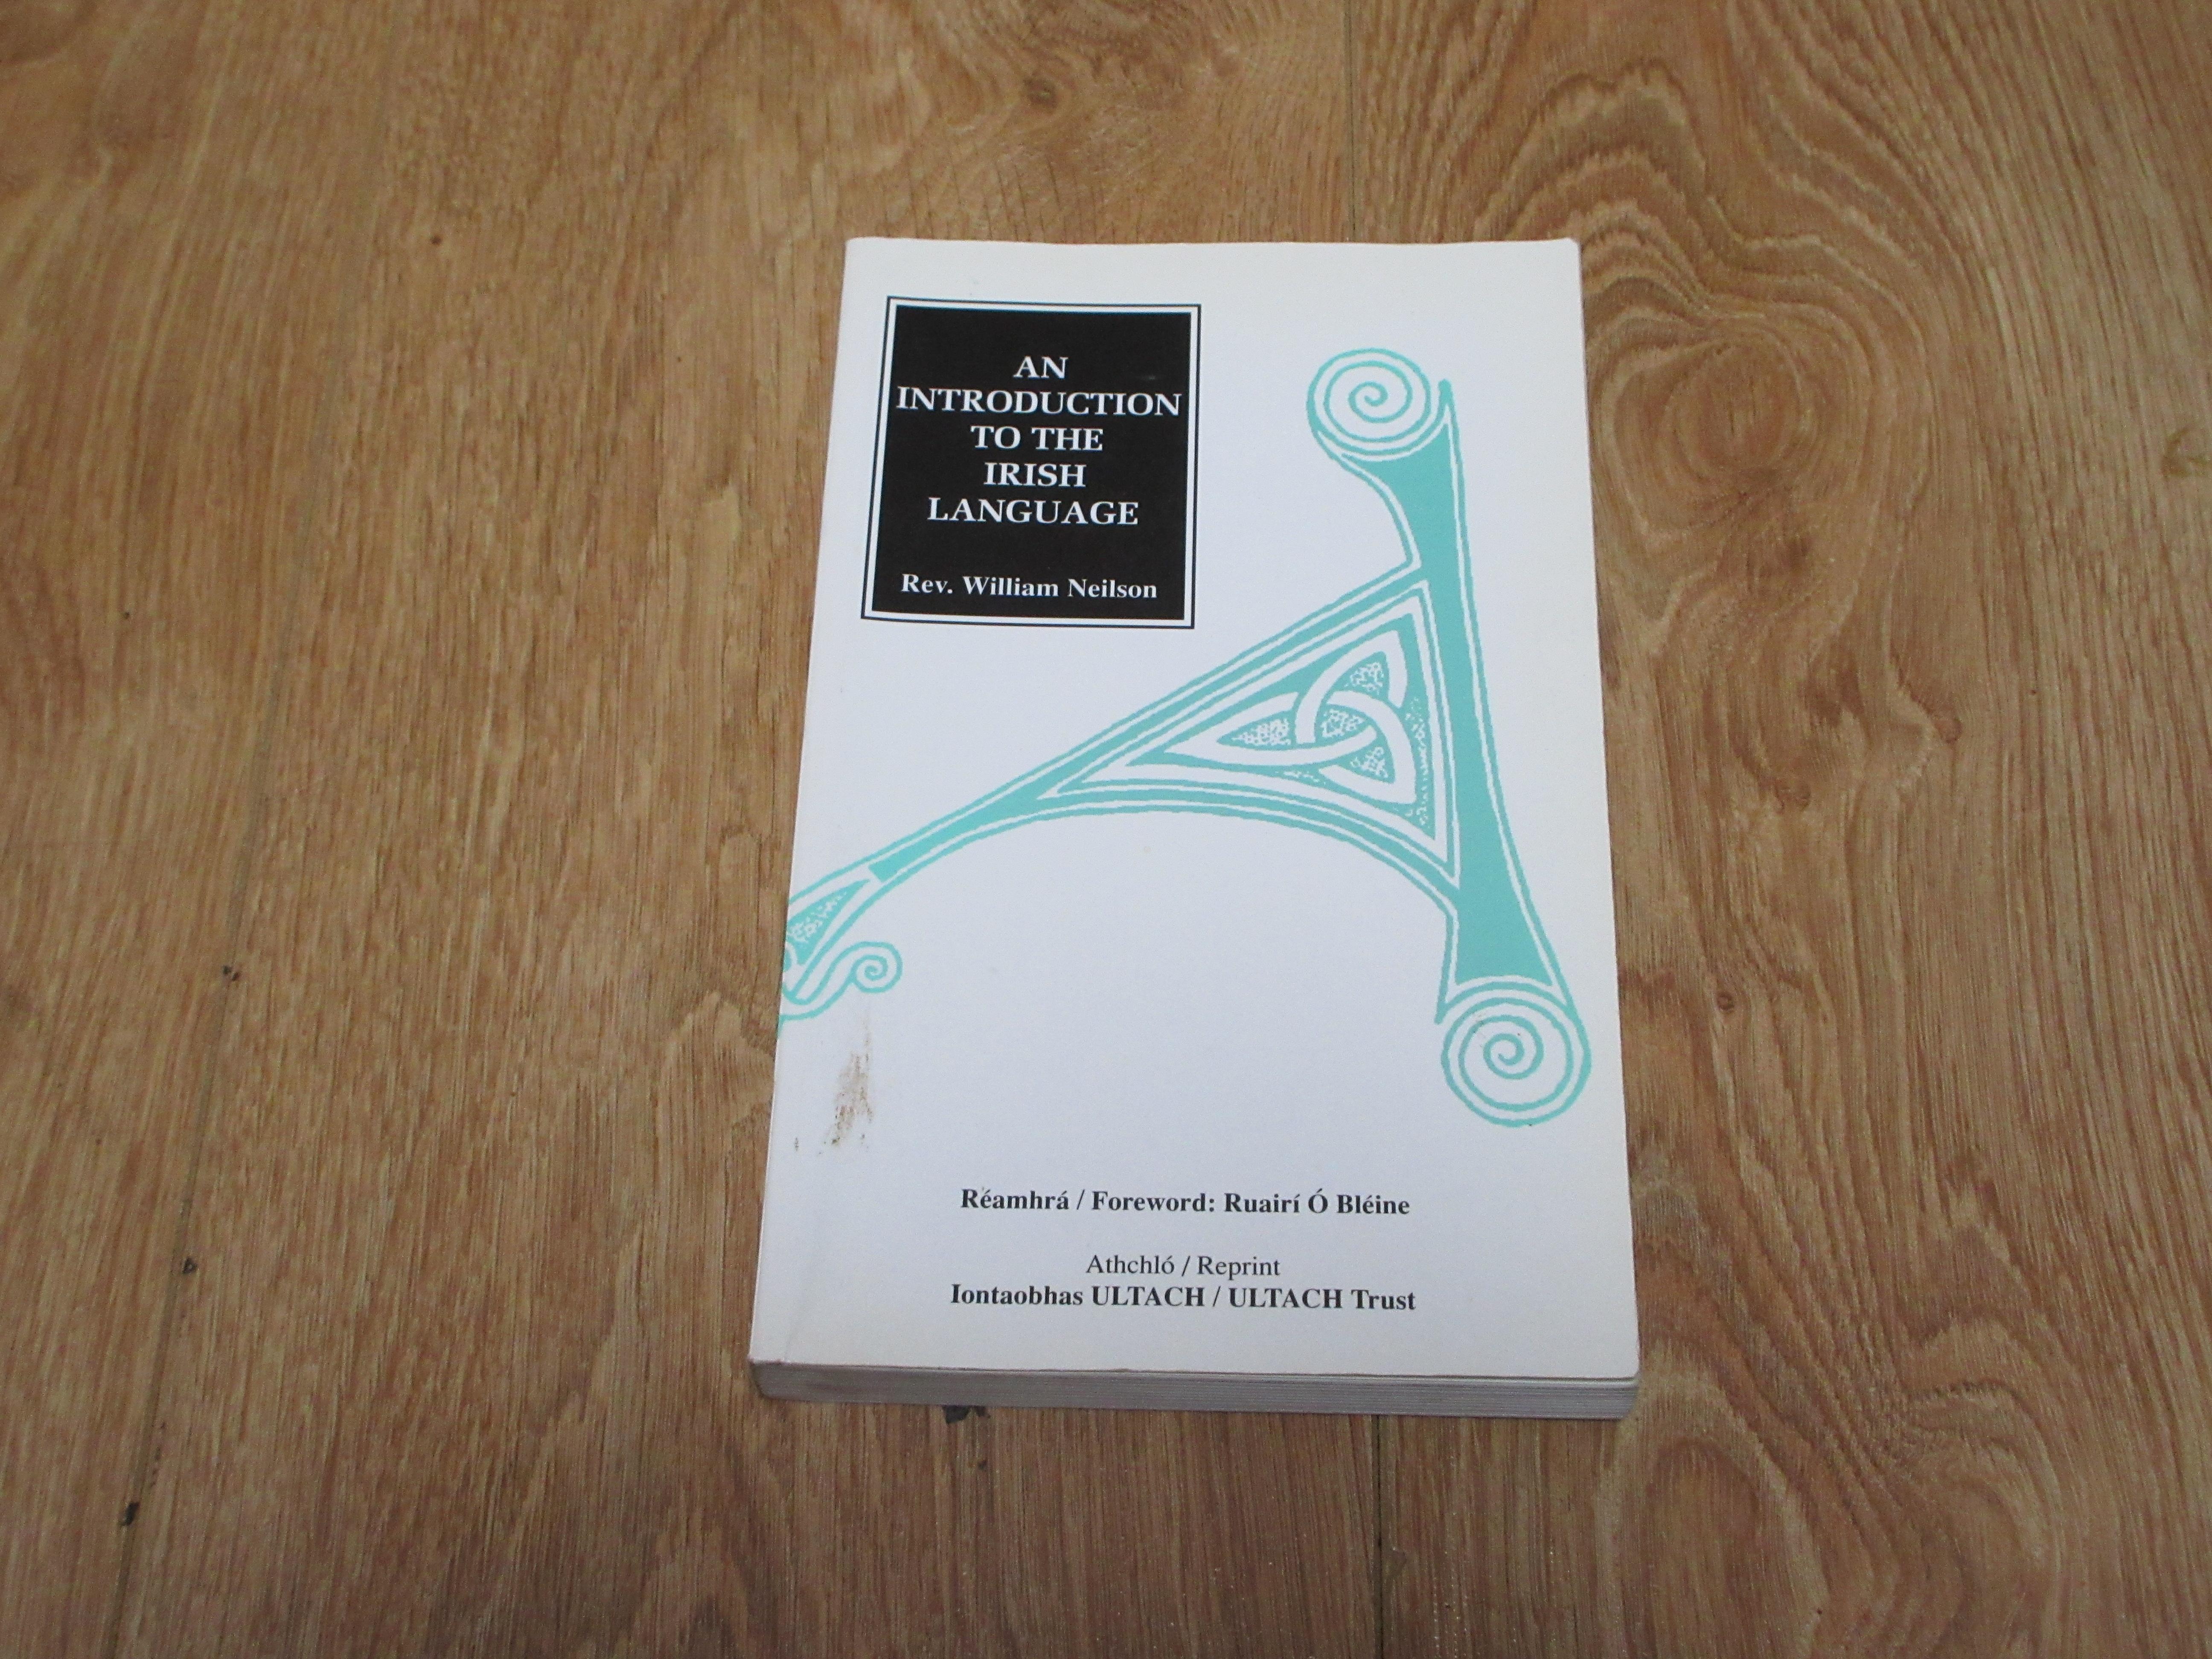 AN
INTRODUCTION
TO THE
IRISH
LANGUAGE
Rev. William Neilson
Réamhrá / Foreword: Ruairí Ó Bléine
Athchló / Reprint
Iontaobhas ULTACH / ULTACH Trust